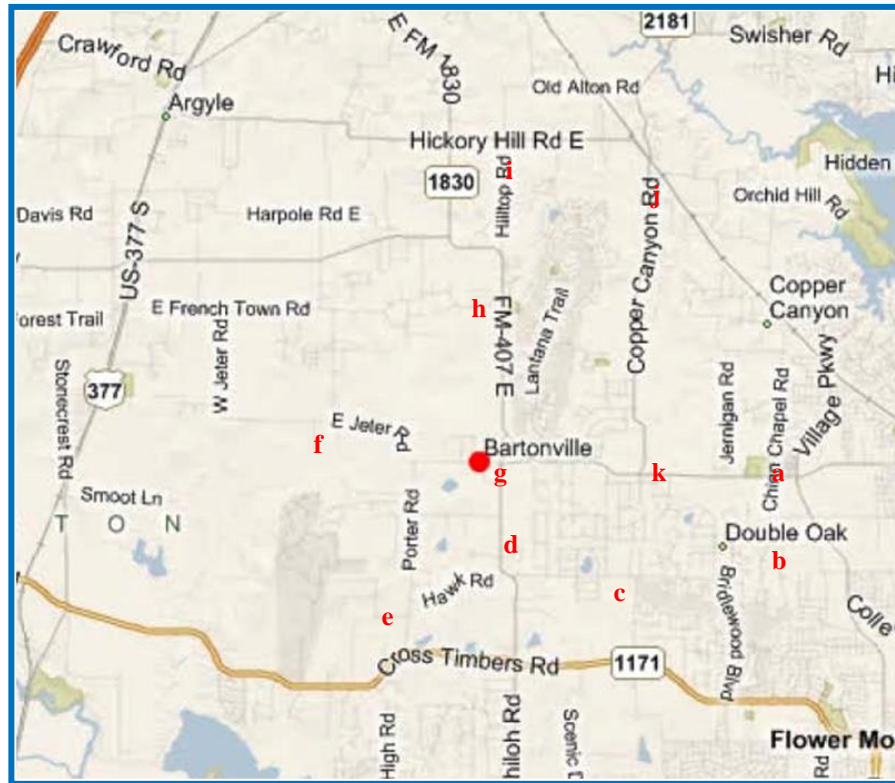 2181
Swisher Rd
E FM 1830
Crawford Rd
Hi
Old Alton Rd
Argyle
Hickory Hill Rd E
Hidden
i
1830
Hilltop Rd
j
Orchid Hill Rd
Davis Rd
Harpole Rd E
US-377 S
Copper Canyon Rd
Copper
Canyon
E French Town Rd
h
FM-407 E
Lantana Trail
orest Trail
W Jeter Rd
Village Pkwy
377
Stonecrest Rd
Jernigan Rd
Chinn Chapel Rd
E Jeter Rd
f
Bartonville
g
k
a
Smoot Ln
T O N
Porter Rd
d
Double Oak
b
Hawk Rd
c
Bridlewood Blvd
e
Colle
Cross Timbers Rd
1171
High Rd
hiloh Rd
Scenic D
Flower Mo
Rd